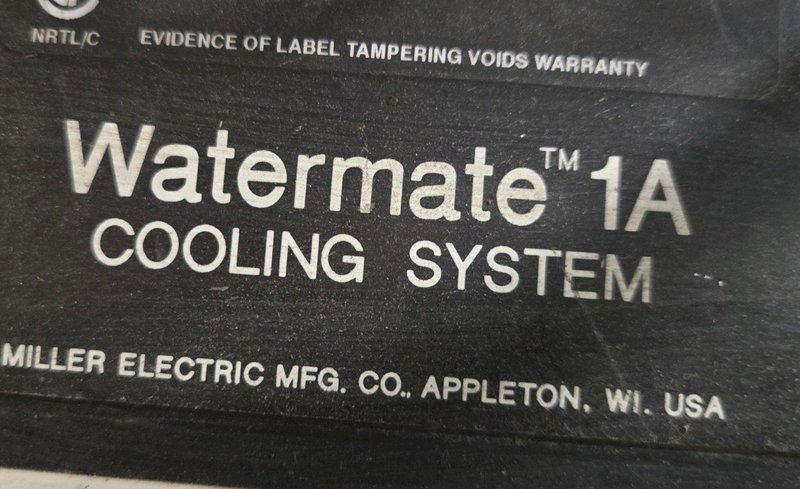 NRTL/C EVIDENCE OF LABEL TAMPERING VOIDS WARRANTY
Watermate™ 1A
COOLING SYSTEM
MILLER ELECTRIC MFG. CO., APPLETON, WI. USA